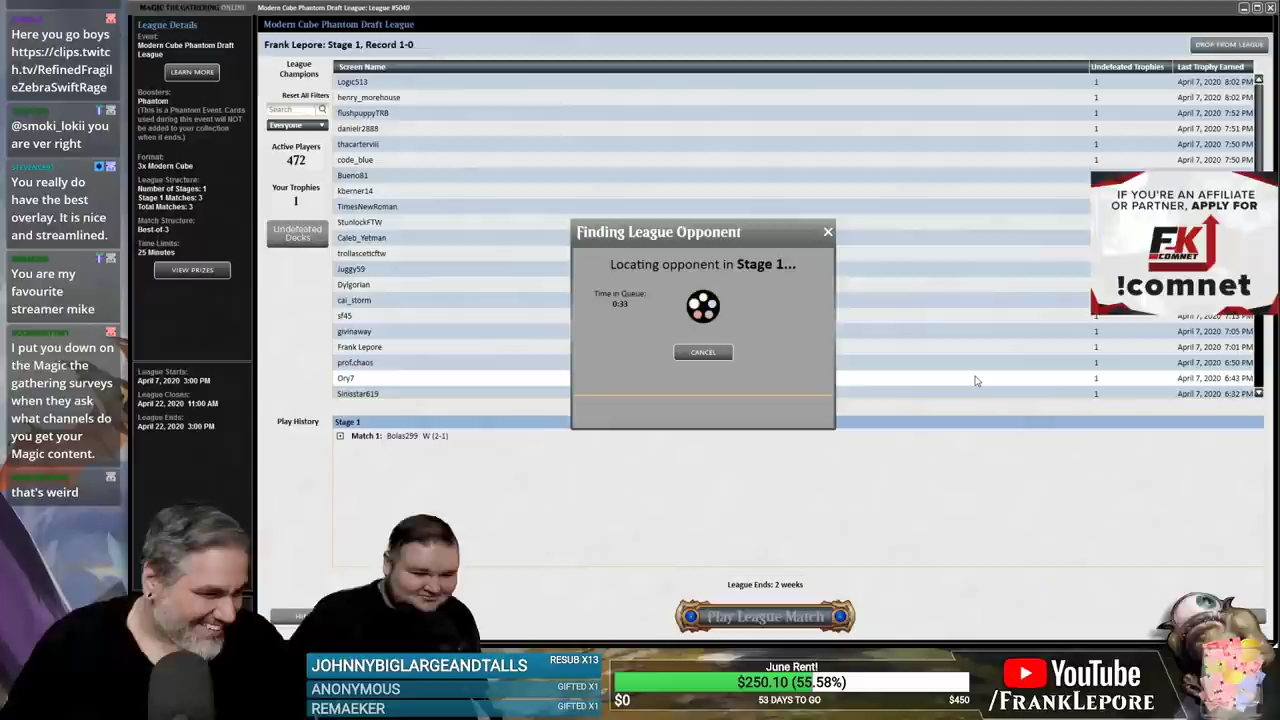 Here you go boys
https://clips.twitc
h.tv/RefinedFragil
eZebraSwiftRage
@sunoki_lokii you
are ver right
You really do
have the best
overlay. It is nice
and streamlined.
You are my
favourite
streamer mike
I put you down on
Magic the
gathering surveys
when they ask
what channels do
you get your
Magic content.
that's weird
MAGIC THE GATHERING ONLINE
Modern Cube Phantom Draft League: League #5040
League Details
Event:
Modern Cube Phantom Draft
League
LEARN MORE
Boosters:
Phantom
(This is a Phantom Event. Cards
used during this event will NOT
be added to your collection
when it ends.)
Format:
3x Modern Cube
League Structure:
Number of Stages: 1
Stage 1 Matches: 3
Total Matches: 3
Match Structure:
Best-of-3
Time Limits:
25 Minutes
VIEW PRIZES
League Starts:
April 7, 2020 3:00 PM
League Closes:
April 22, 2020 11:00 AM
League Ends:
April 22, 2020 3:00 PM
Modern Cube Phantom Draft League
Frank Lepore: Stage 1, Record 1-0
DROP FROM LEAGUE
League
Champions
Reset All Filters
Search
Everyone
Active Players
472
Your Trophies
1
Undefeated
Decks
Screen Name Undefeated Trophies Last Trophy Earned
Logic513 1 April 7, 2020 8:02 PM
henry_morehouse 1 April 7, 2020 8:02 PM
flushpuppyTRB 1 April 7, 2020 7:52 PM
danielr2888 1 April 7, 2020 7:51 PM
thacarterviii 1 April 7, 2020 7:50 PM
code_blue 1 April 7, 2020 7:50 PM
Bueno81
kberner14
TimesNewRoman
StunlockFTW
Caleb_Yetman
trollasceticftw
Juggy59
Dylgorian
cai_storm
sf45 1 April 7, 2020 7:13 PM
givinaway 1 April 7, 2020 7:05 PM
Frank Lepore 1 April 7, 2020 7:01 PM
prof.chaos 1 April 7, 2020 6:50 PM
Ory7 1 April 7, 2020 6:43 PM
Sinisstar619 1 April 7, 2020 6:32 PM
Finding League Opponent
Locating opponent in Stage 1...
Time in Queue:
0:33
CANCEL
IF YOU'RE AN AFFILIATE
OR PARTNER, APPLY FOR
COMNET
!comnet
Play History
Stage 1
Match 1: Bolas299 W (2-1)
League Ends: 2 weeks
Play League Match
JOHNNYBIGLARGEANDTALLS RESUB X13
ANONYMOUS GIFTED X1
REMAEKER GIFTED X1
June Rent!
$250.10 (55.58%)
$0 53 DAYS TO GO $450
YouTube
/FRANKLEPORE